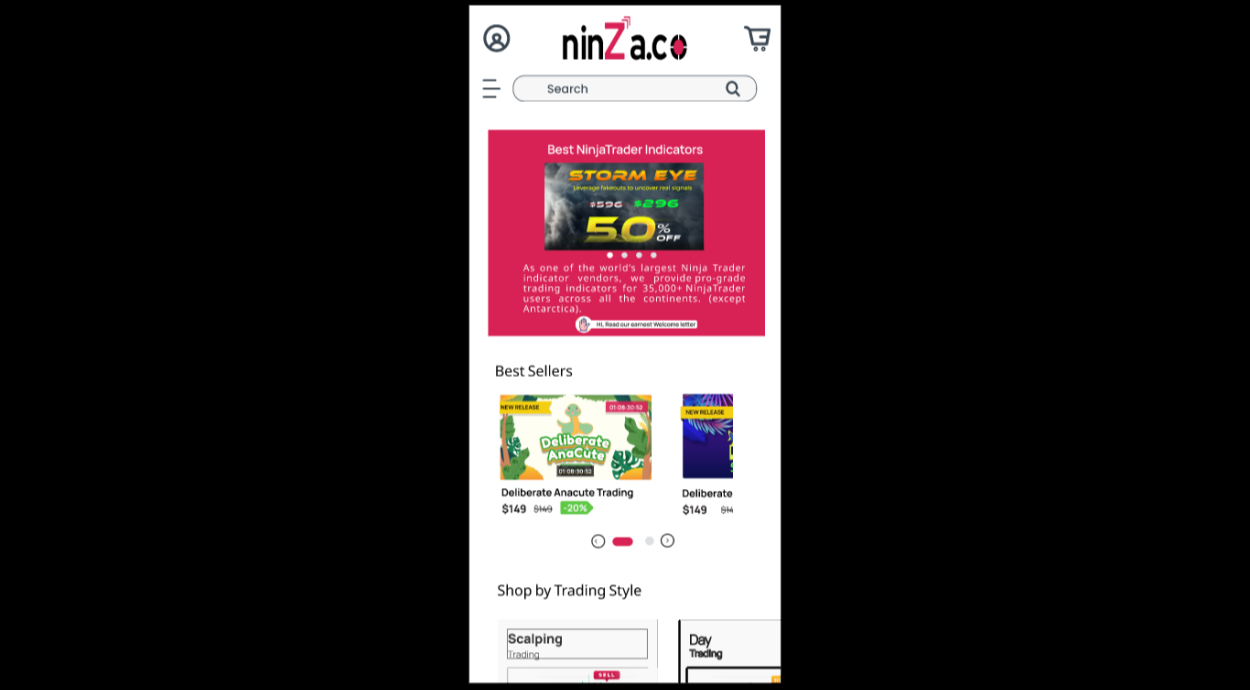 ninZa.co
Search
Best NinjaTrader Indicators
STORM EYE
Leverage fakeouts to uncover real signals
$596 $296
50% OFF
As one of the world's largest Ninja Trader
indicator vendors, we provide pro-grade
trading indicators for 35,000+ NinjaTrader
users across all the continents. (except
Antarctica).
Hi, Read our earnest Welcome letter
Best Sellers
NEW RELEASE
01:08:30:52
Deliberate
AnaCute
01:08:30:52
Deliberate Anacute Trading
$149 $149 -20%
NEW RELEASE
Deliberate
$149 $14
Shop by Trading Style
Scalping
Trading
SELL
Day
Trading